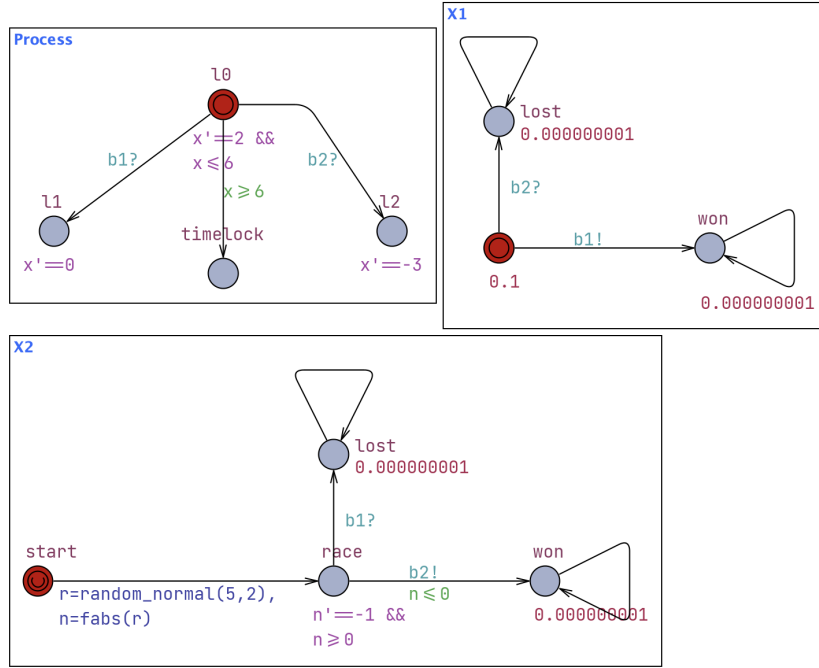 Process
l0
x'==2 &&
x≤6
b1?
b2?
x≥6
l1
x'==0
timelock
l2
x'==-3
X1
lost
0.000000001
b2?
won
b1!
0.1
0.000000001
X2
lost
0.000000001
b1?
start
race
won
b2!
n≤0
r=random_normal(5,2),
n=fabs(r)
n'==-1 &&
n≥0
0.000000001